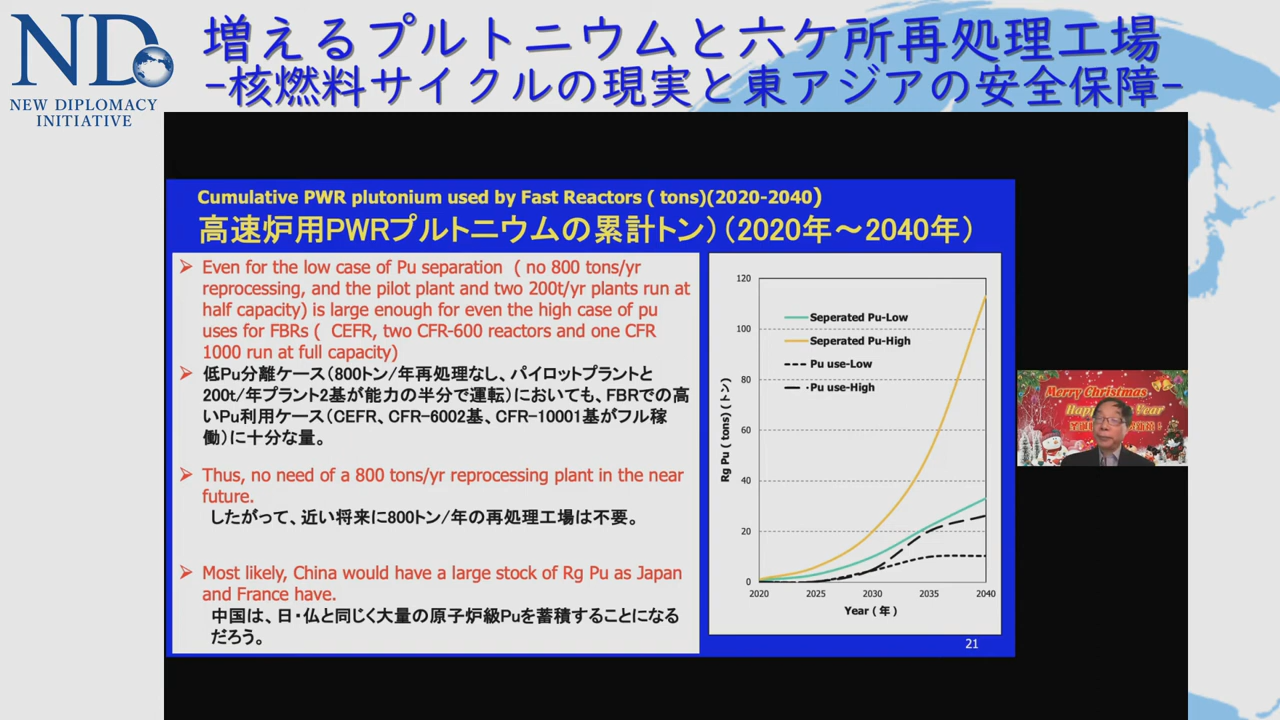 ND
NEW DIPLOMACY
INITIATIVE
増えるプルトニウムと六ケ所再処理工場
-核燃料サイクルの現実と東アジアの安全保障-
Cumulative PWR plutonium used by Fast Reactors ( tons)(2020-2040)
高速炉用PWRプルトニウムの累計トン)(2020年~2040年)
➢ Even for the low case of Pu separation ( no 800 tons/yr
reprocessing, and the pilot plant and two 200t/yr plants run at
half capacity) is large enough for even the high case of pu
uses for FBRs ( CEFR, two CFR-600 reactors and one CFR
1000 run at full capacity)
➢ 低Pu分離ケース(800トン/年再処理なし、パイロットプラントと
200t/年プラント2基が能力の半分で運転)においても、FBRでの高
いPu利用ケース(CEFR、CFR-6002基、CFR-10001基がフル稼
働)に十分な量。
➢ Thus, no need of a 800 tons/yr reprocessing plant in the near
future.
したがって、近い将来に800トン/年の再処理工場は不要。
➢ Most likely, China would have a large stock of Rg Pu as Japan
and France have.
中国は、日・仏と同じく大量の原子炉級Puを蓄積することになる
だろう。
Rg Pu ( tons) (トン)
120
100
80
60
40
20
0
Seperated Pu-Low
Seperated Pu-High
Pu use-Low
Pu use-High
2020 2025 2030 2035 2040
Year ( 年 )
21
Merry Christmas
Happy New Year